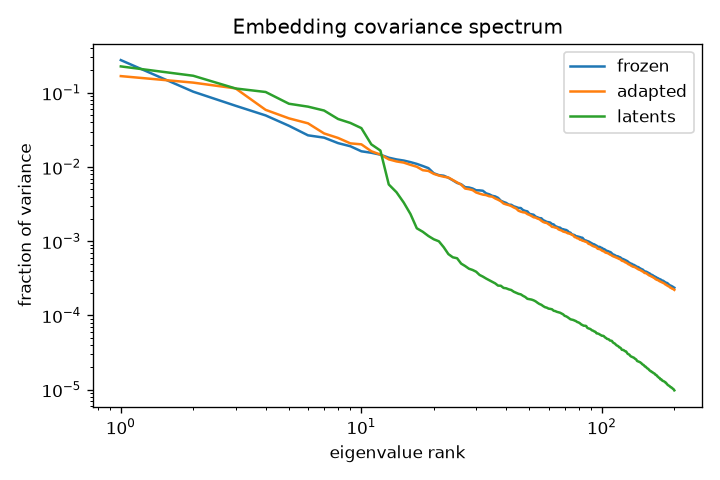 Embedding covariance spectrum
frozen
adapted
latents
fraction of variance
10⁻¹
10⁻²
10⁻³
10⁻⁴
10⁻⁵
10⁰
10¹
10²
eigenvalue rank